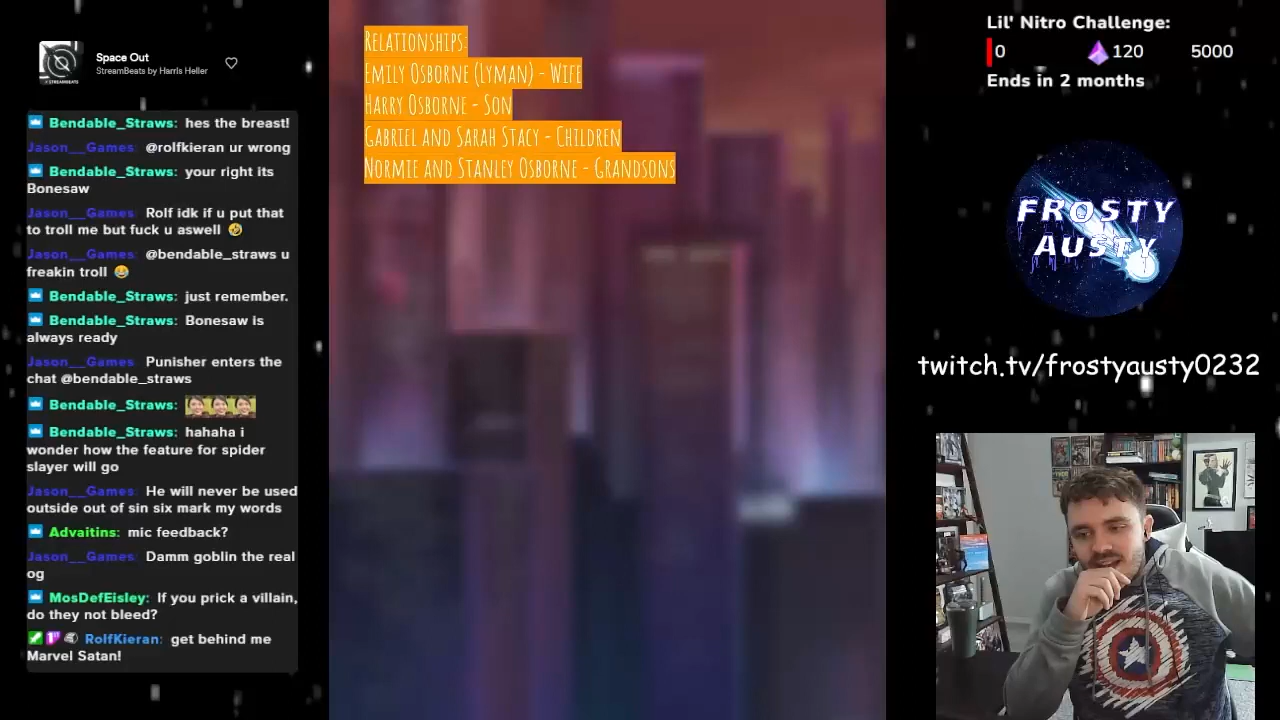 Space Out
StreamBeats by Harris Heller
Bendable_Straws: hes the breast!
Jason__Games: @rolfkieran ur wrong
Bendable_Straws: your right its
Bonesaw
Jason__Games: Rolf idk if u put that
to troll me but fuck u aswell 🤣
Jason__Games: @bendable_straws u
freakin troll 😂
Bendable_Straws: just remember.
Bendable_Straws: Bonesaw is
always ready
Jason__Games: Punisher enters the
chat @bendable_straws
Bendable_Straws:
Bendable_Straws: hahaha i
wonder how the feature for spider
slayer will go
Jason__Games: He will never be used
outside out of sin six mark my words
Advaitins: mic feedback?
Jason__Games: Damm goblin the real
og
MosDefEisley: If you prick a villain,
do they not bleed?
RolfKieran: get behind me
Marvel Satan!
Relationships:
Emily Osborne (Lyman) - Wife
Harry Osborne - Son
Gabriel and Sarah Stacy - Children
Normie and Stanley Osborne - Grandsons
Lil' Nitro Challenge:
0 120 5000
Ends in 2 months
FROSTY
AUSTY
twitch.tv/frostyausty0232